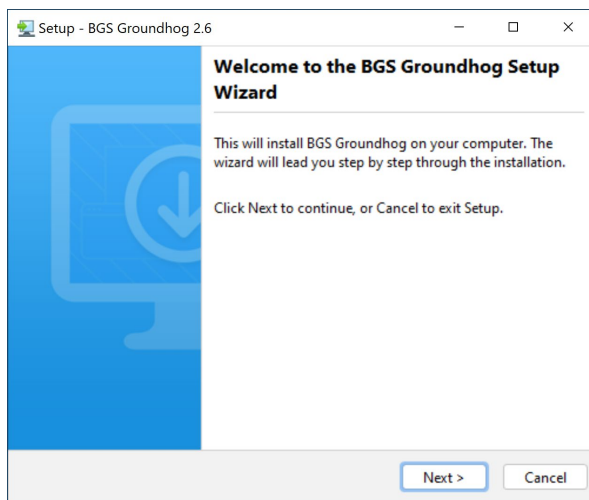 Setup - BGS Groundhog 2.6
Welcome to the BGS Groundhog Setup
Wizard
This will install BGS Groundhog on your computer. The
wizard will lead you step by step through the installation.
Click Next to continue, or Cancel to exit Setup.
Next >
Cancel